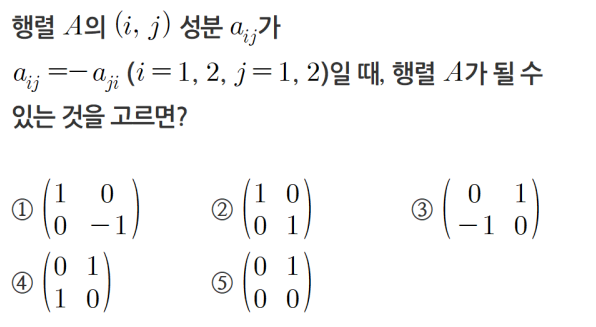 행렬 A의 (i, j) 성분 a_{ij}가
a_{ij} =− a_{ji} (i = 1, 2, j = 1, 2)일 때, 행렬 A가 될 수
있는 것을 고르면?
① \begin{pmatrix} 1 & 0 \\ 0 & -1 \end{pmatrix} ② \begin{pmatrix} 1 & 0 \\ 0 & 1 \end{pmatrix} ③ \begin{pmatrix} 0 & 1 \\ -1 & 0 \end{pmatrix}
④ \begin{pmatrix} 0 & 1 \\ 1 & 0 \end{pmatrix} ⑤ \begin{pmatrix} 0 & 1 \\ 0 & 0 \end{pmatrix}